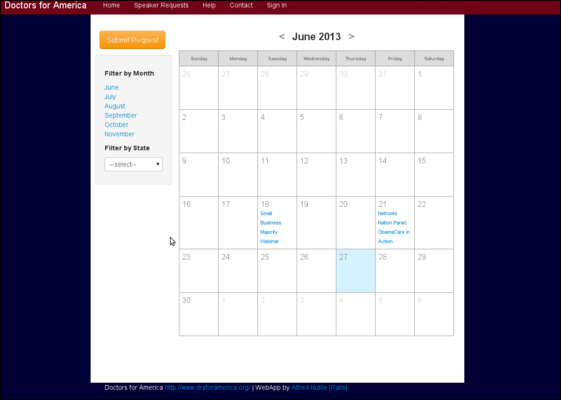 Doctors for America Home Speaker Requests Help Contact Sign In
Submit Request
< June 2013 >
Filter by Month
June
July
August
September
October
November
Filter by State
--select--
Sunday Monday Tuesday Wednesday Thursday Friday Saturday
26 27 28 29 30 31 1
2 3 4 5 6 7 8
9 10 11 12 13 14 15
16 17 18 19 20 21 22
Small Business Majority Webinar
Netroots Nation Panel: ObamaCare in Action
23 24 25 26 27 28 29
30 1 2 3 4 5 6
Doctors for America http://www.drsforamerica.org/ | WebApp by Alfred Nutile [Rails]